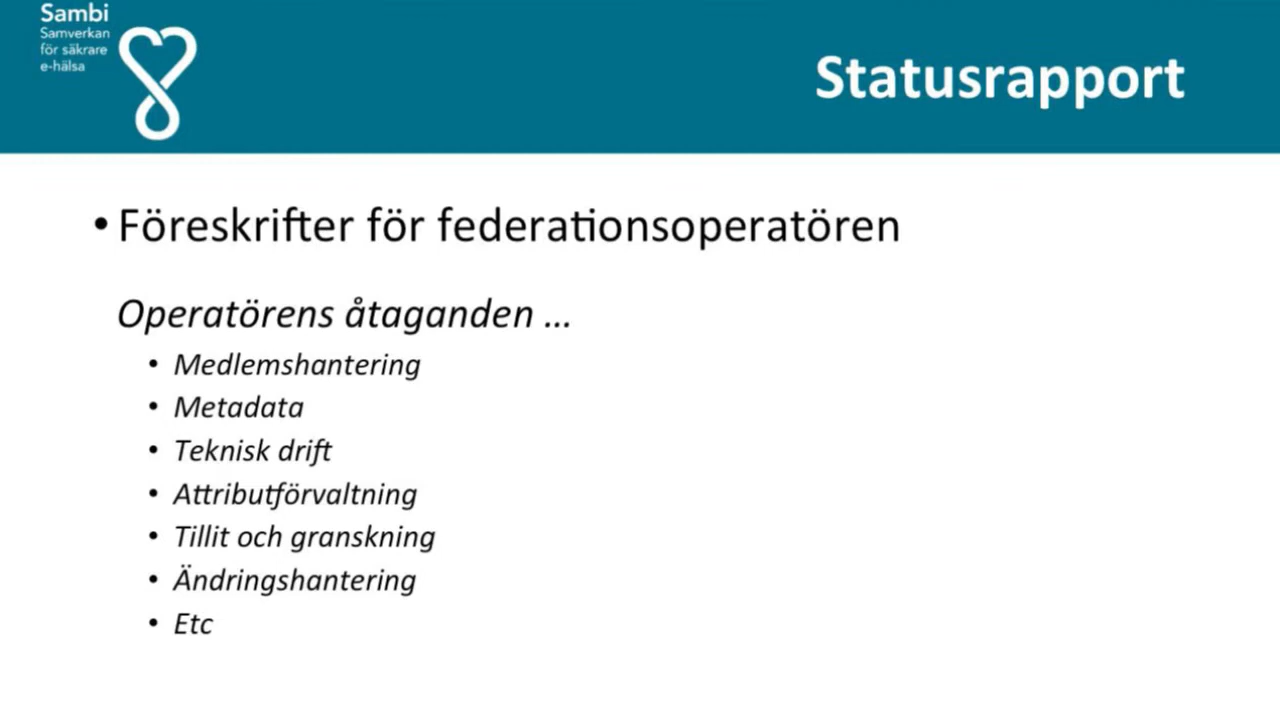 Sambi
Samverkan
för säkrare
e-hälsa
Statusrapport
• Föreskrifter för federationsoperatören
Operatörens åtaganden ...
• Medlemshantering
• Metadata
• Teknisk drift
• Attributförvaltning
• Tillit och granskning
• Ändringshantering
• Etc